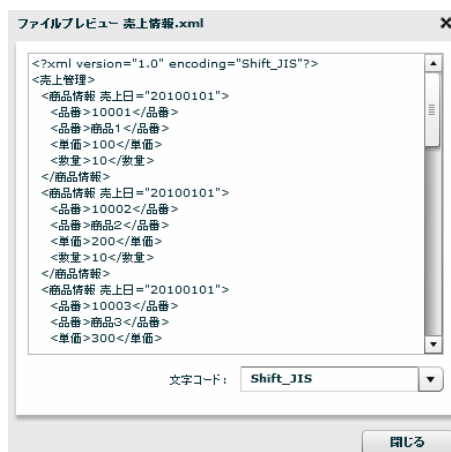 ファイルプレビュー 売上情報.xml
<?xml version="1.0" encoding="Shift_JIS"?>
<売上管理>
<商品情報 売上日="20100101">
<品番>10001</品番>
<品番>商品1</品番>
<単価>100</単価>
<数量>10</数量>
</商品情報>
<商品情報 売上日="20100101">
<品番>10002</品番>
<品番>商品2</品番>
<単価>200</単価>
<数量>10</数量>
</商品情報>
<商品情報 売上日="20100101">
<品番>10003</品番>
<品番>商品3</品番>
<単価>300</単価>
文字コード: Shift_JIS
閉じる